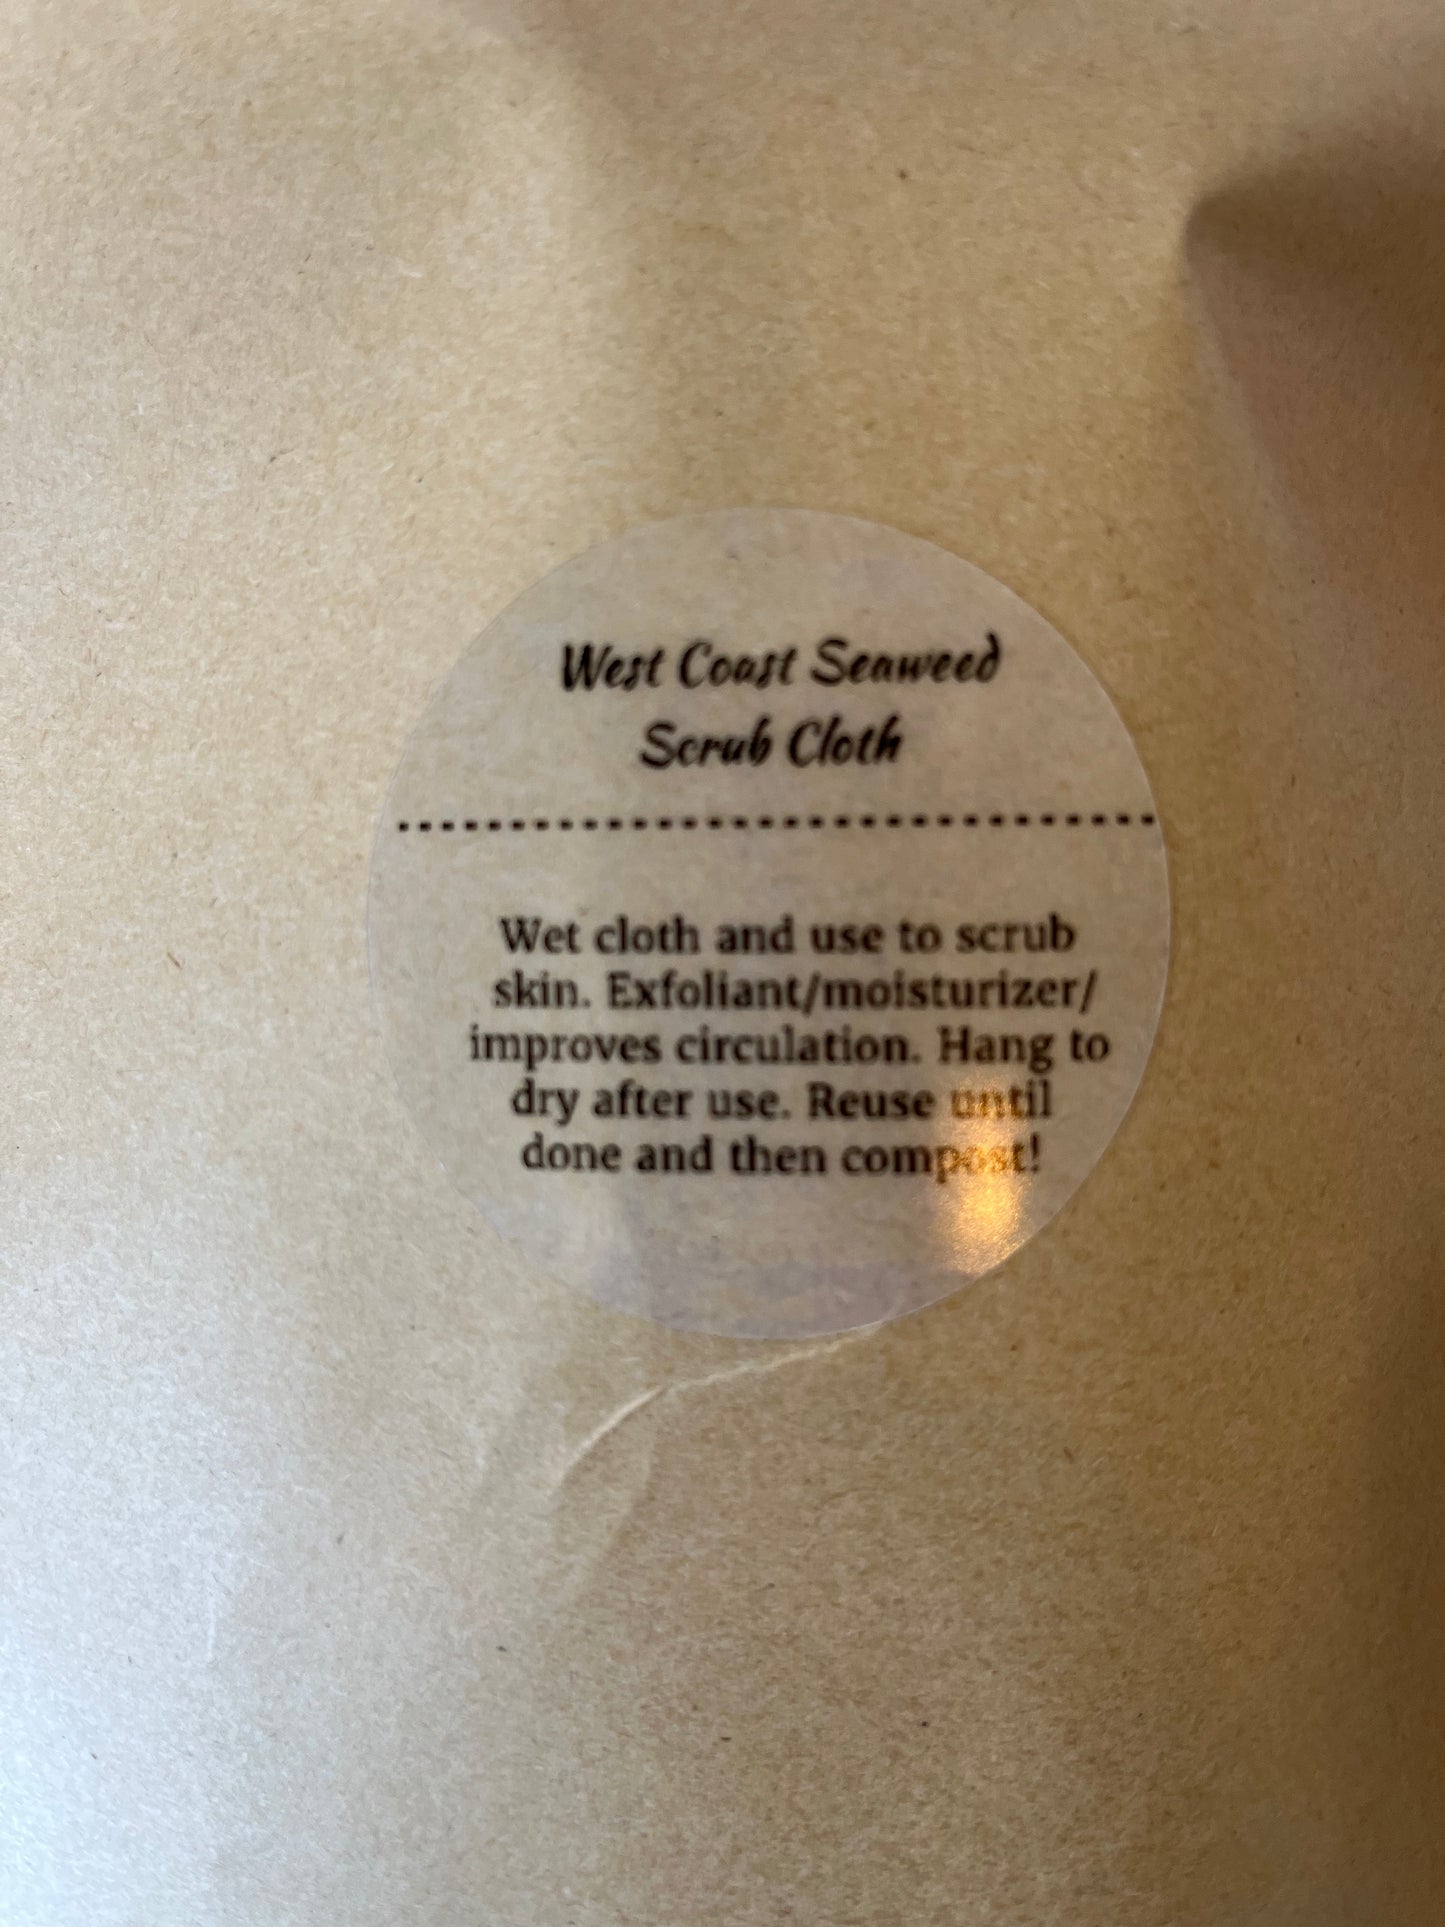 West Coast Seaweed
Scrub Cloth
Wet cloth and use to scrub
skin. Exfoliant/moisturizer/
improves circulation. Hang to
dry after use. Reuse until
done and then compost!